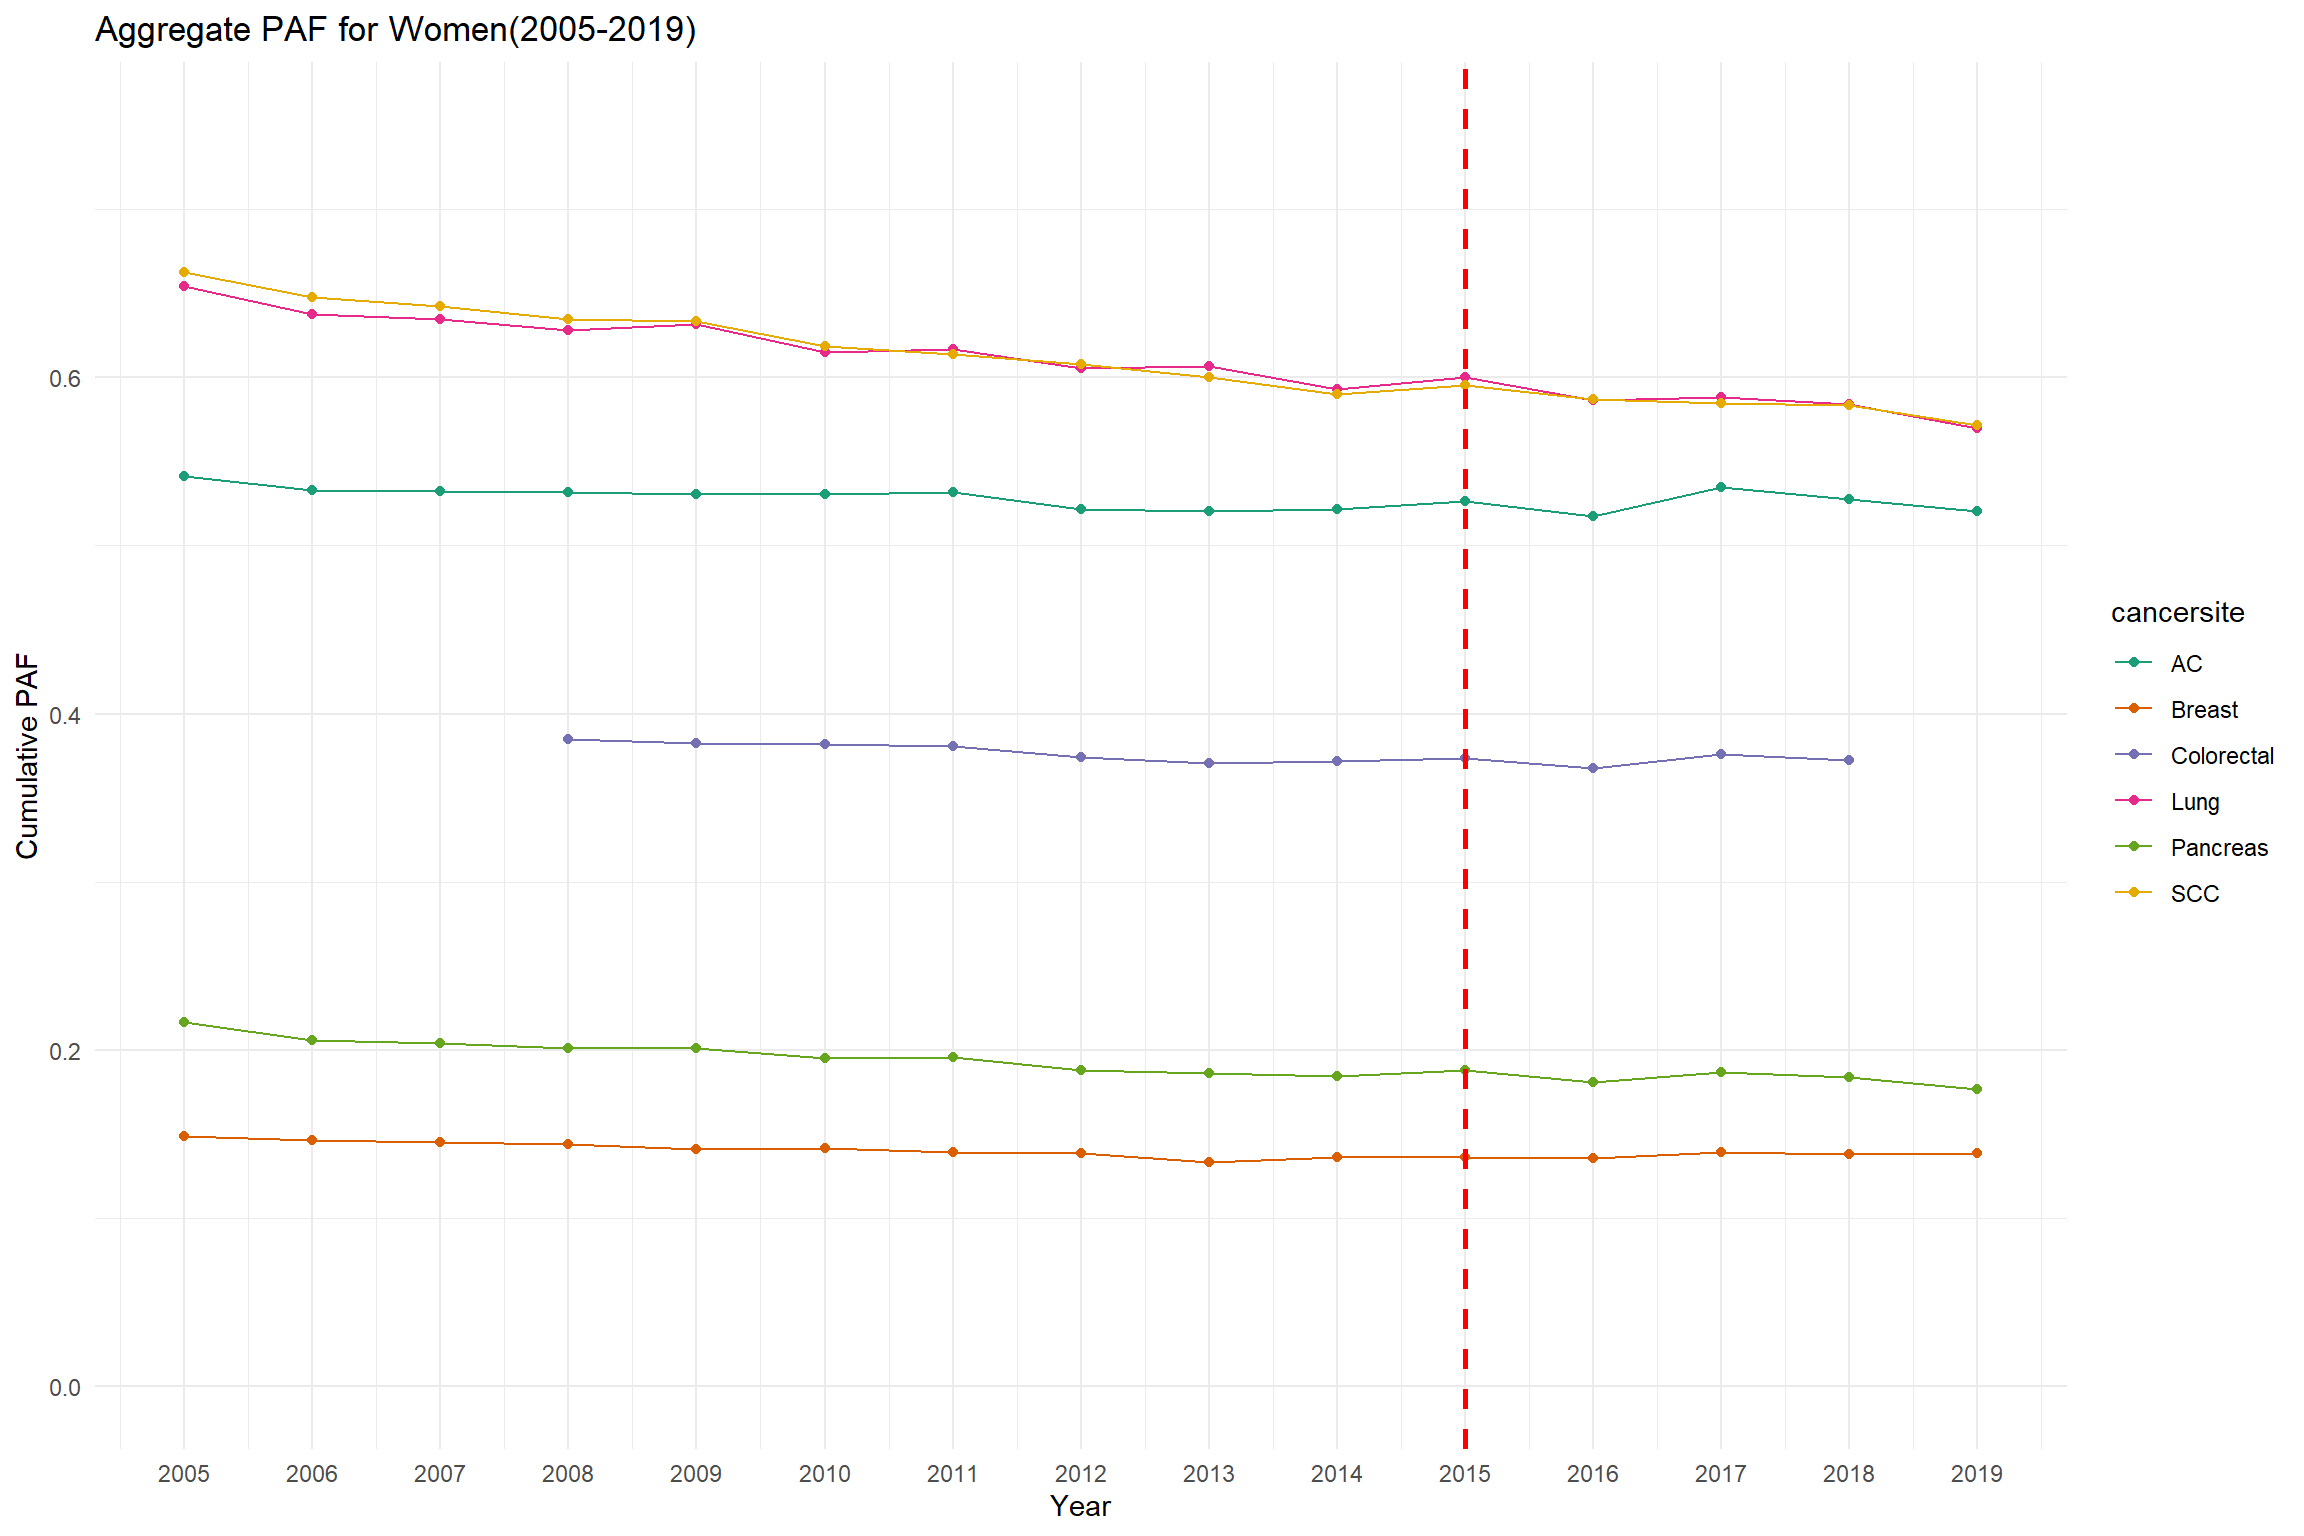 Aggregate PAF for Women(2005-2019)
Cumulative PAF
0.6
0.4
0.2
0.0
2005 2006 2007 2008 2009 2010 2011 2012 2013 2014 2015 2016 2017 2018 2019
Year
cancersite
AC
Breast
Colorectal
Lung
Pancreas
SCC